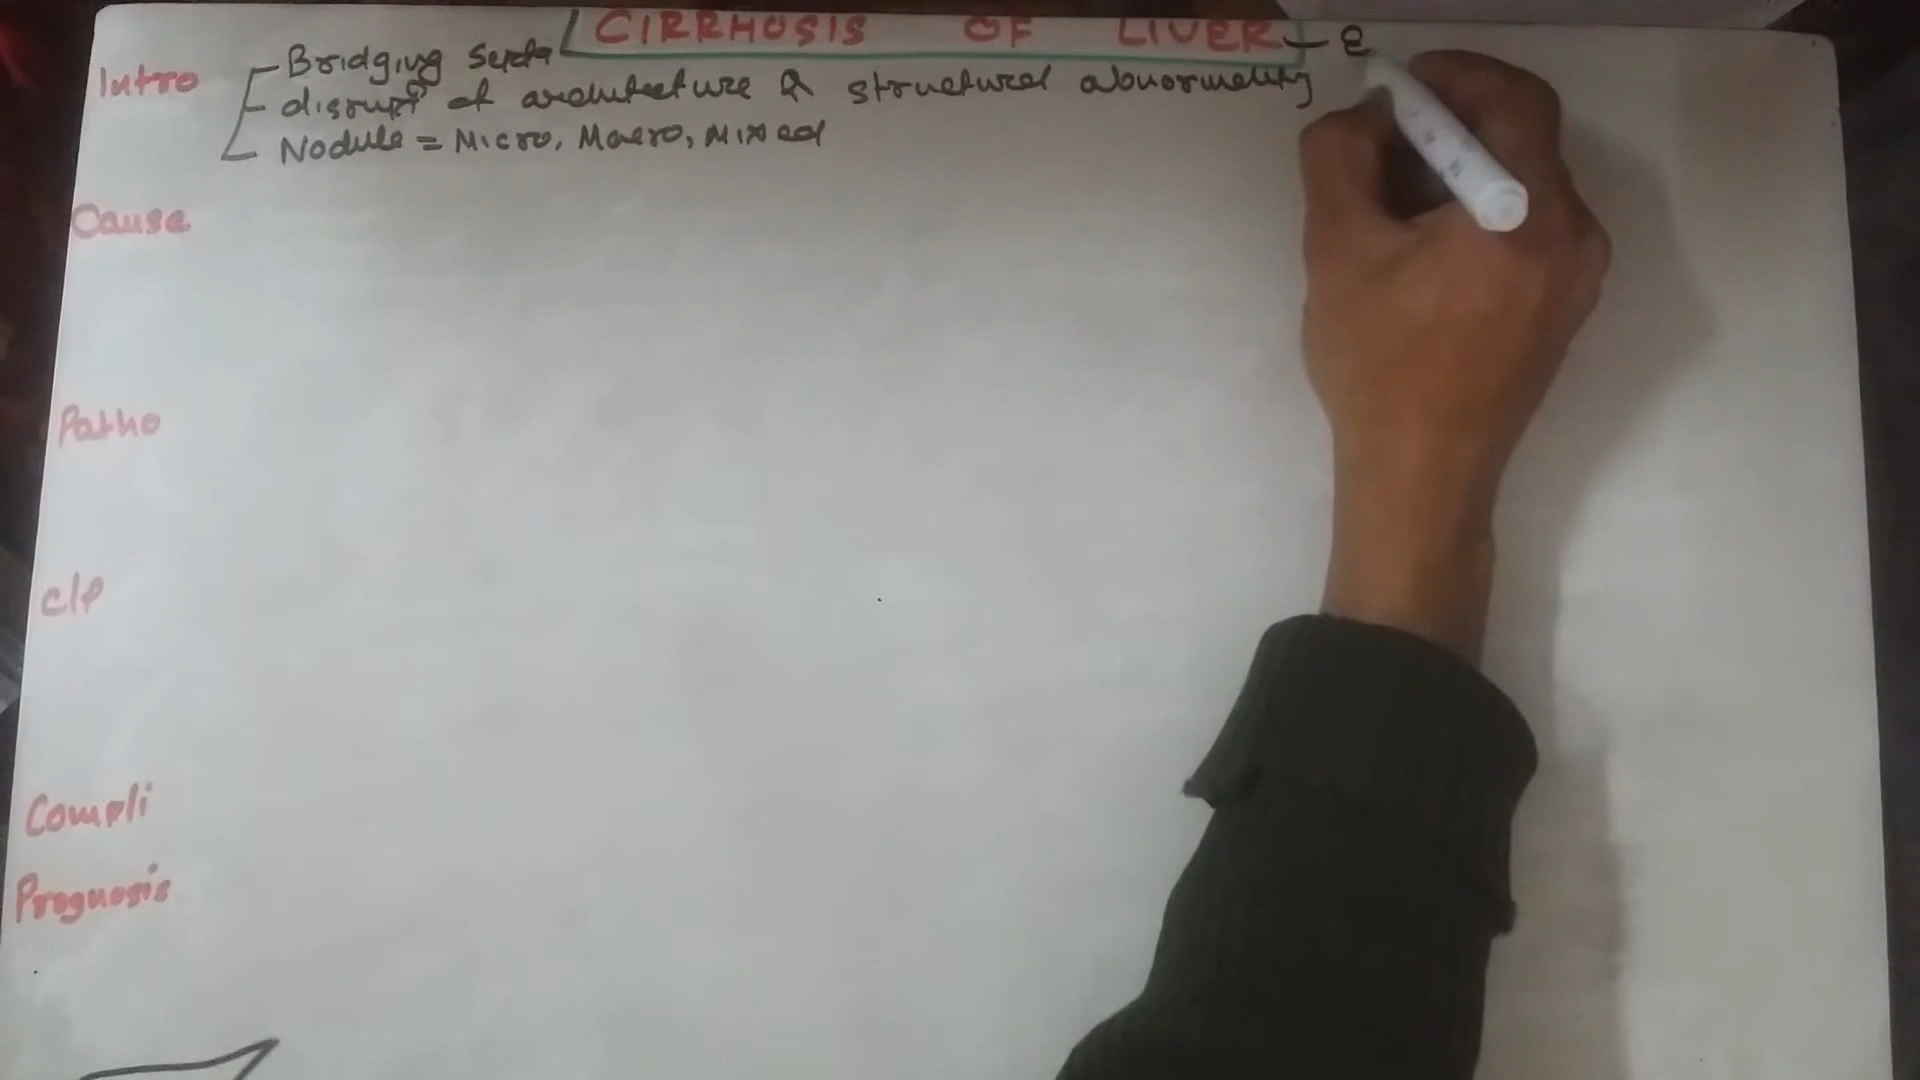 CIRRHOSIS OF LIVER – e
Intro
Bridging Septa
disrupt of architecture & structural abnormality
Nodule = Micro, Macro, Mixed
Cause
Patho
c/p
Compli
Prognosis